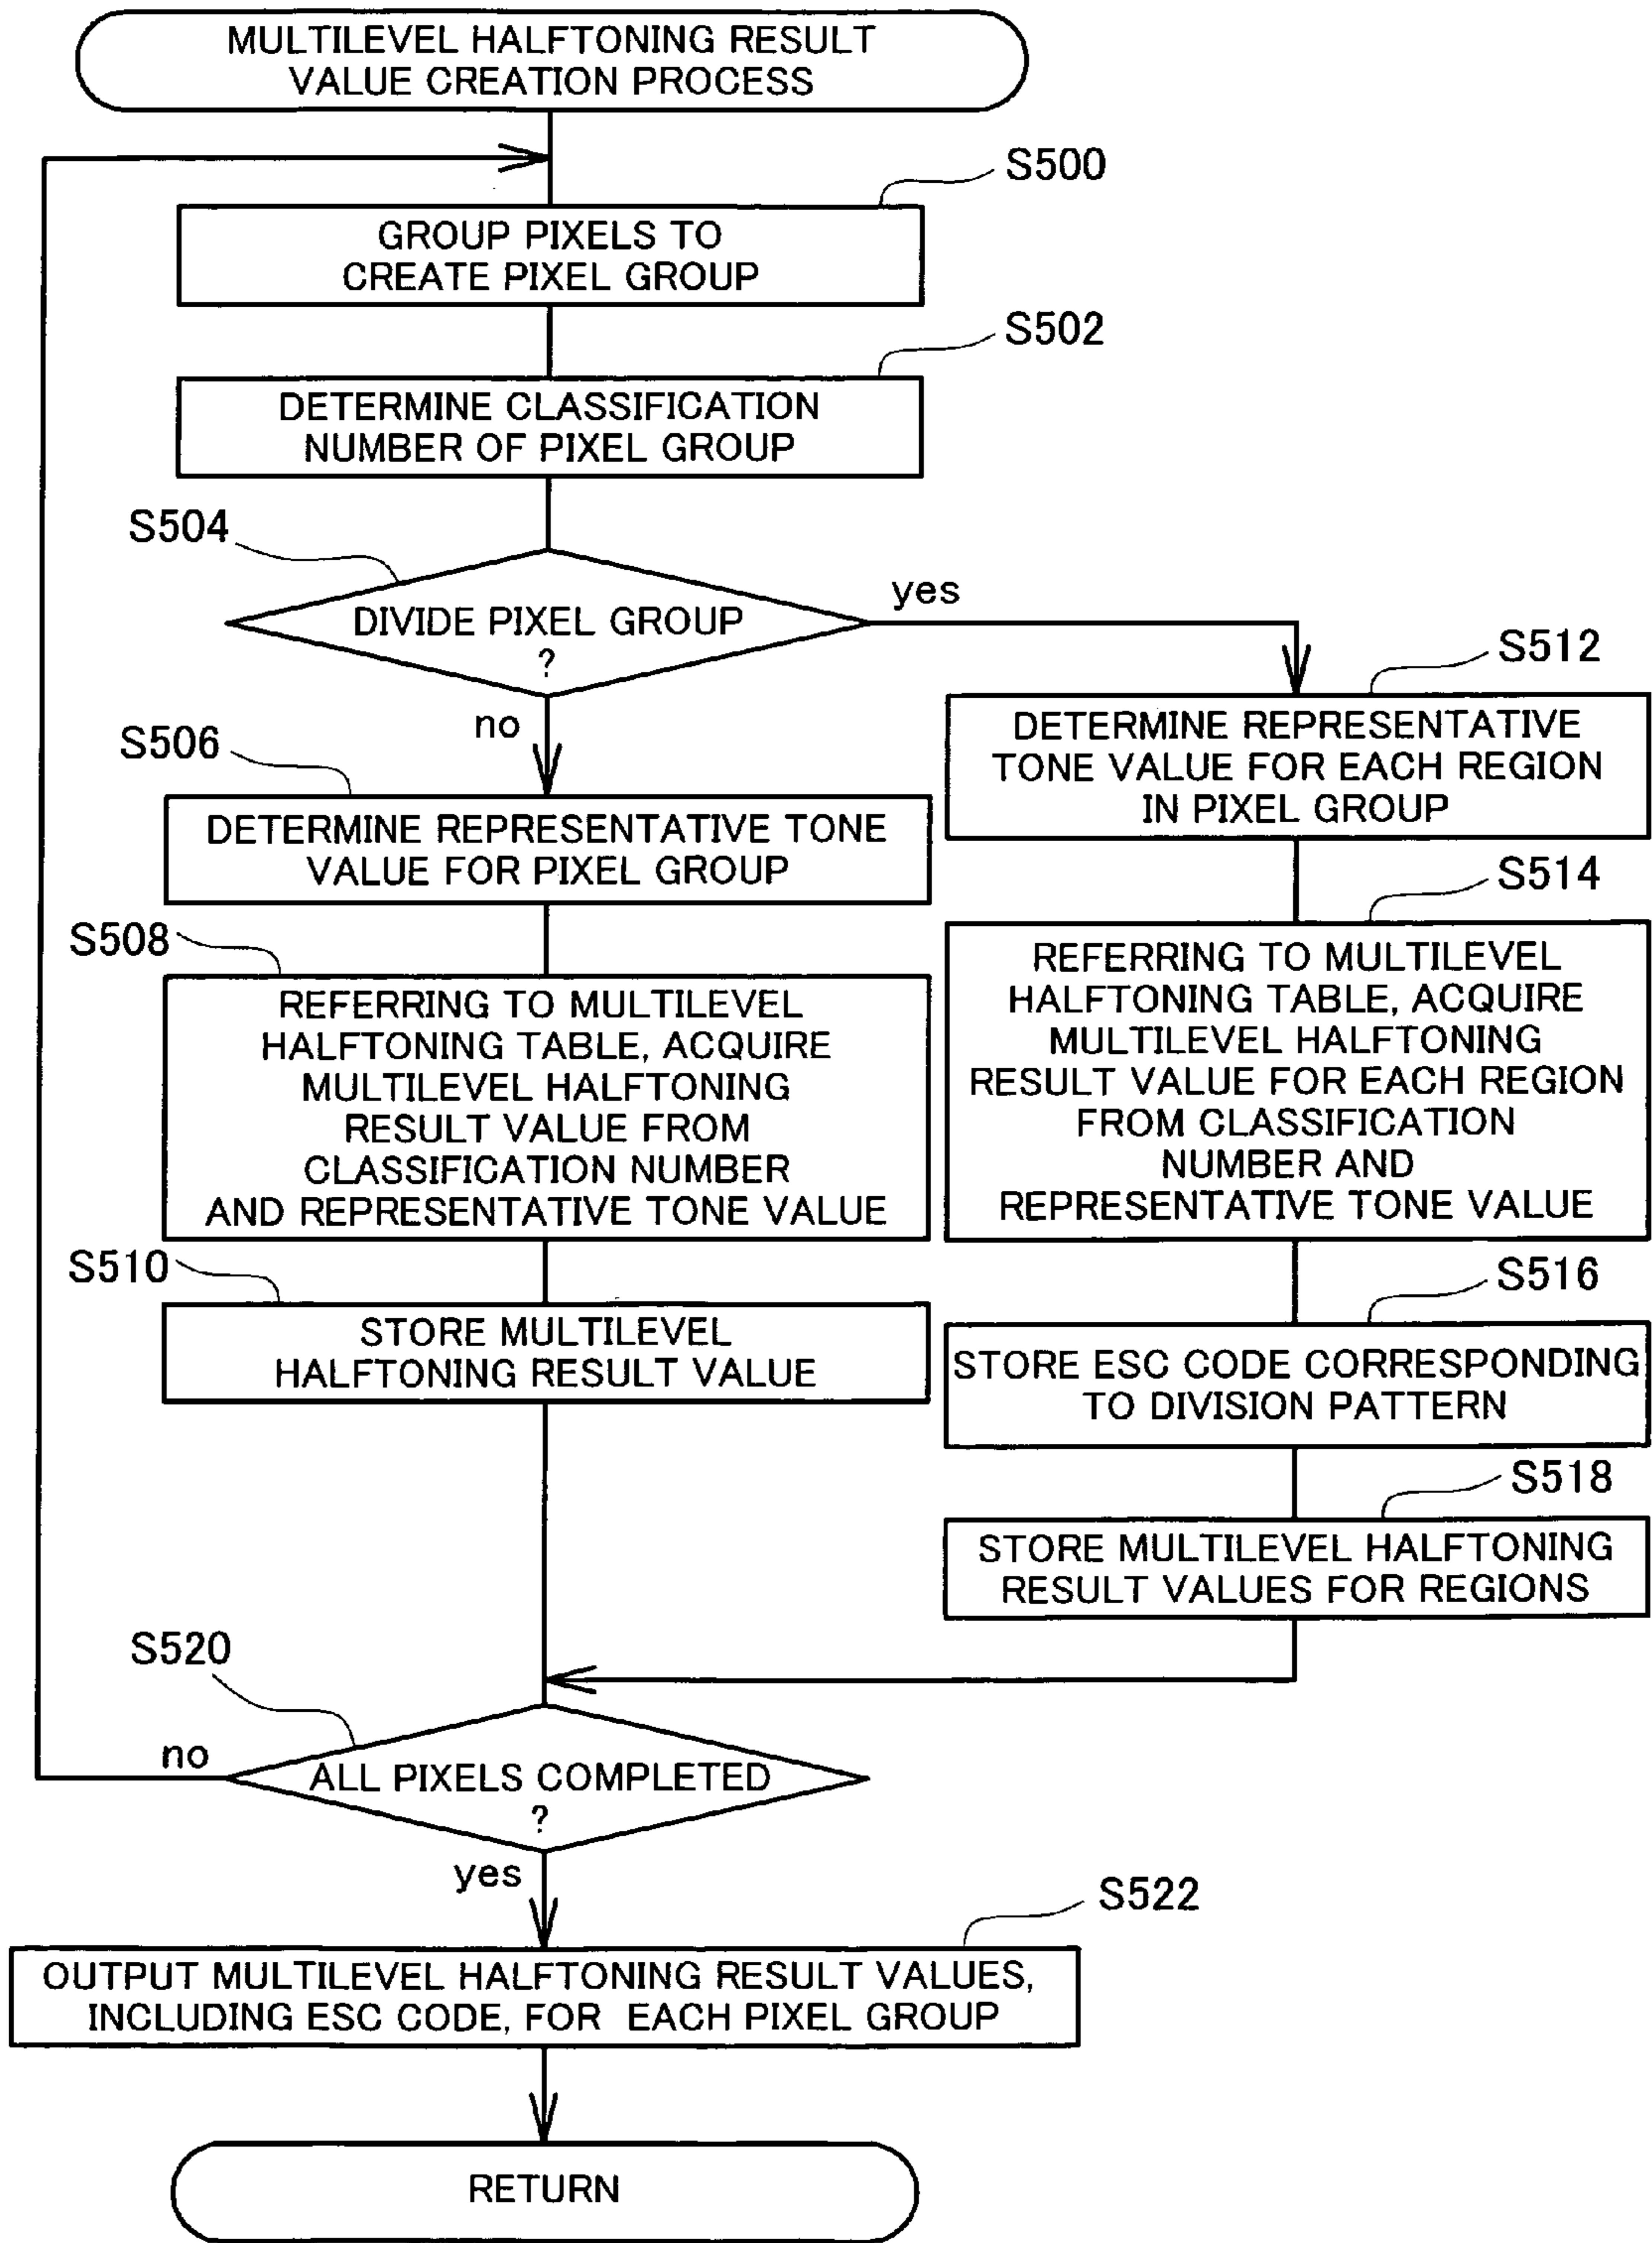 MULTILEVEL HALFTONING RESULT
VALUE CREATION PROCESS
S500
GROUP PIXELS TO
CREATE PIXEL GROUP
S502
DETERMINE CLASSIFICATION
NUMBER OF PIXEL GROUP
S504
DIVIDE PIXEL GROUP
?
yes
no
S506
DETERMINE REPRESENTATIVE TONE
VALUE FOR PIXEL GROUP
S508
REFERRING TO MULTILEVEL
HALFTONING TABLE, ACQUIRE
MULTILEVEL HALFTONING
RESULT VALUE FROM
CLASSIFICATION NUMBER
AND REPRESENTATIVE TONE VALUE
S510
STORE MULTILEVEL
HALFTONING RESULT VALUE
S512
DETERMINE REPRESENTATIVE
TONE VALUE FOR EACH REGION
IN PIXEL GROUP
S514
REFERRING TO MULTILEVEL
HALFTONING TABLE, ACQUIRE
MULTILEVEL HALFTONING
RESULT VALUE FOR EACH REGION
FROM CLASSIFICATION
NUMBER AND
REPRESENTATIVE TONE VALUE
S516
STORE ESC CODE CORRESPONDING
TO DIVISION PATTERN
S518
STORE MULTILEVEL HALFTONING
RESULT VALUES FOR REGIONS
S520
ALL PIXELS COMPLETED
?
no
yes
S522
OUTPUT MULTILEVEL HALFTONING RESULT VALUES,
INCLUDING ESC CODE, FOR EACH PIXEL GROUP
RETURN